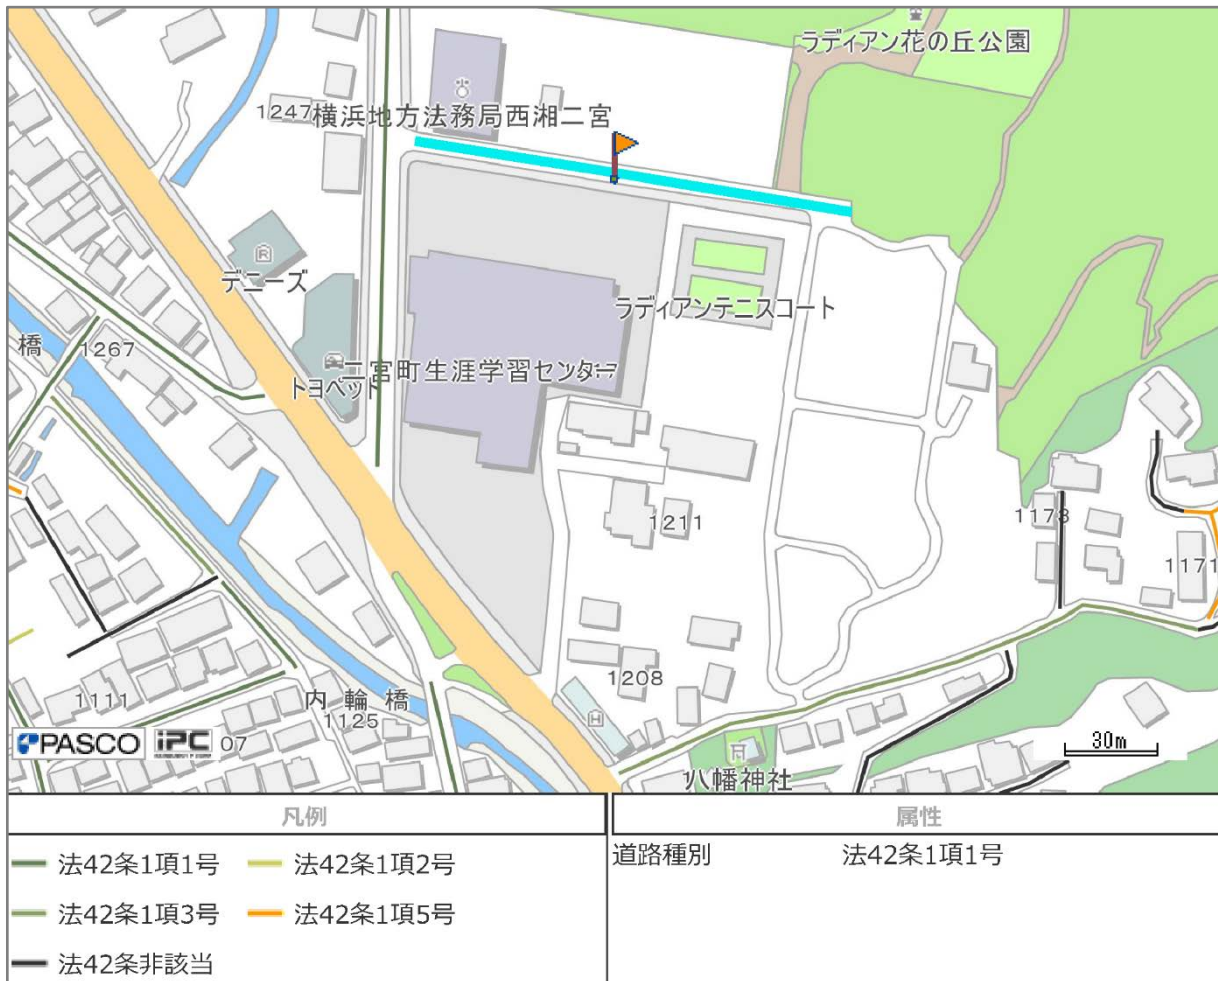 ラディアン花の丘公園
1247
横浜地方法務局西湘二宮
デニーズ
ラディアンテニスコート
橋
1267
トヨペット
二宮町生涯学習センター
1211
1173
1171
1208
1111
内輪橋
1125
PASCO iPC
07
30m
八幡神社
凡例
属性
法42条1項1号
法42条1項2号
道路種別
法42条1項1号
法42条1項3号
法42条1項5号
法42条非該当